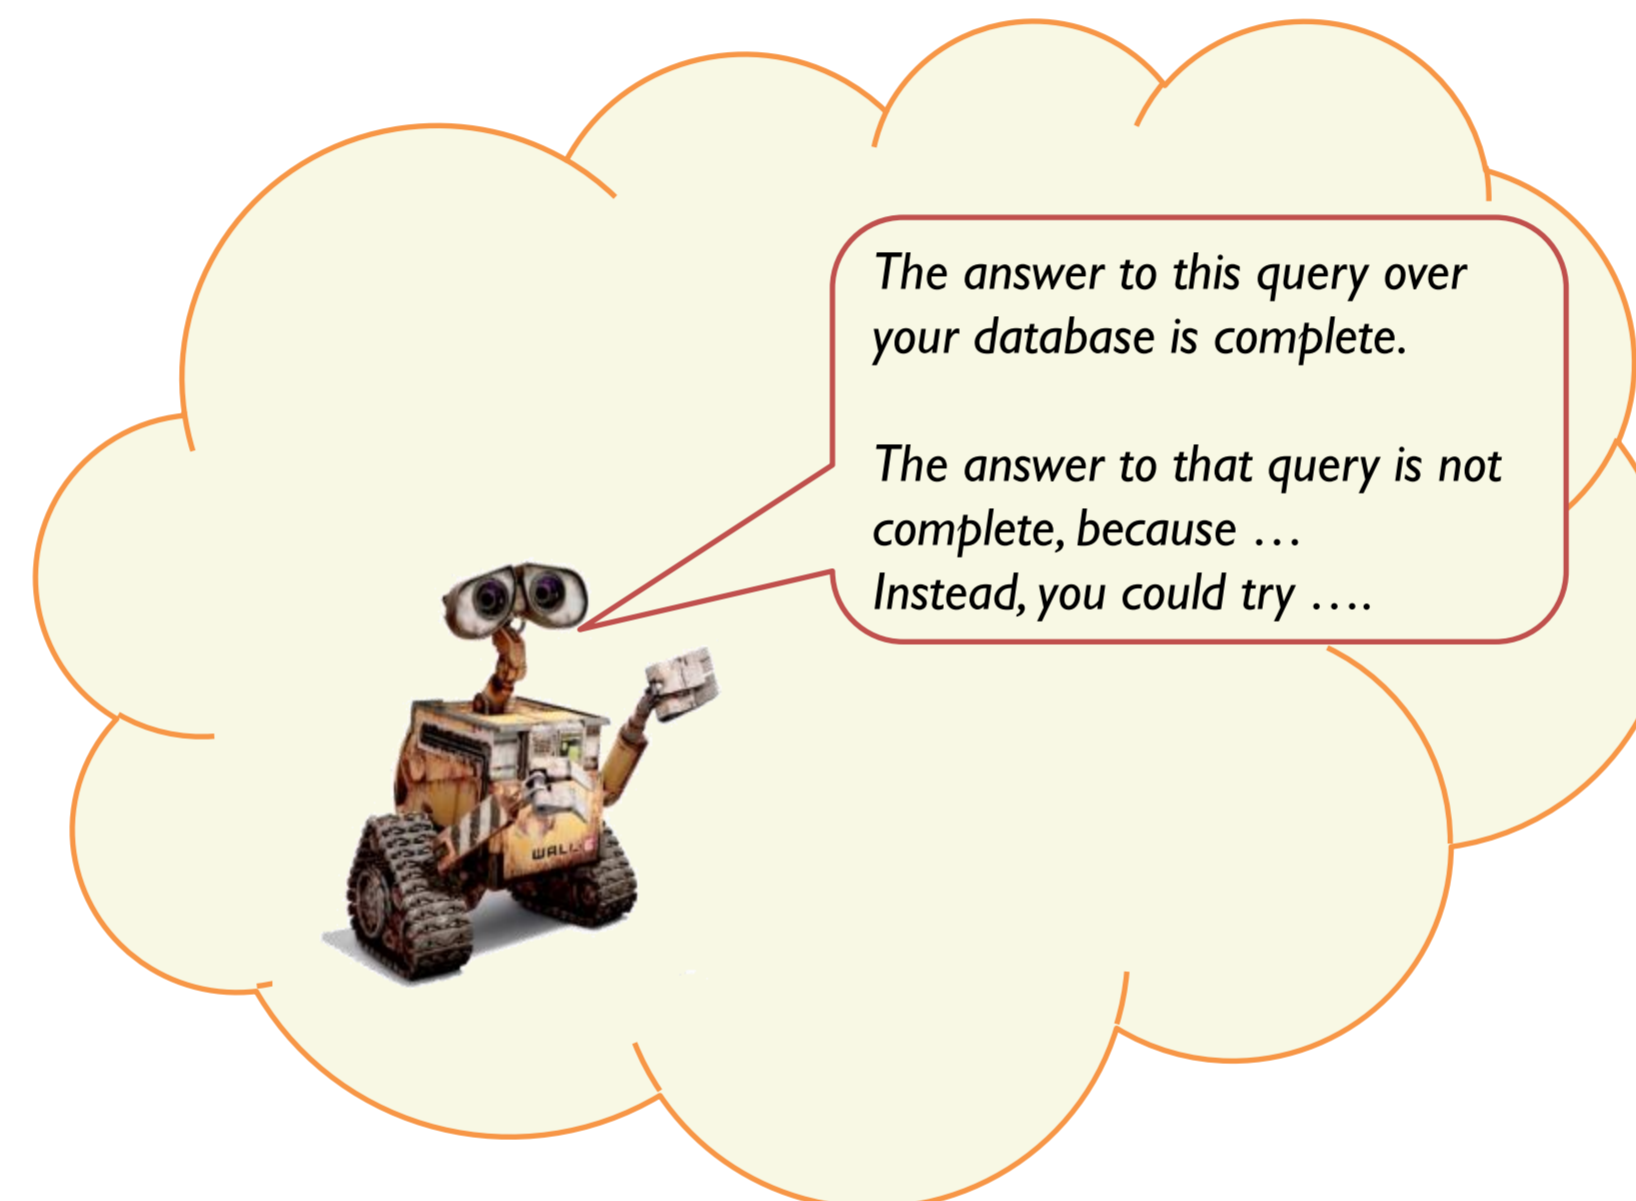 The answer to this query over
your database is complete.
The answer to that query is not
complete, because …
Instead, you could try ….
WALL·E